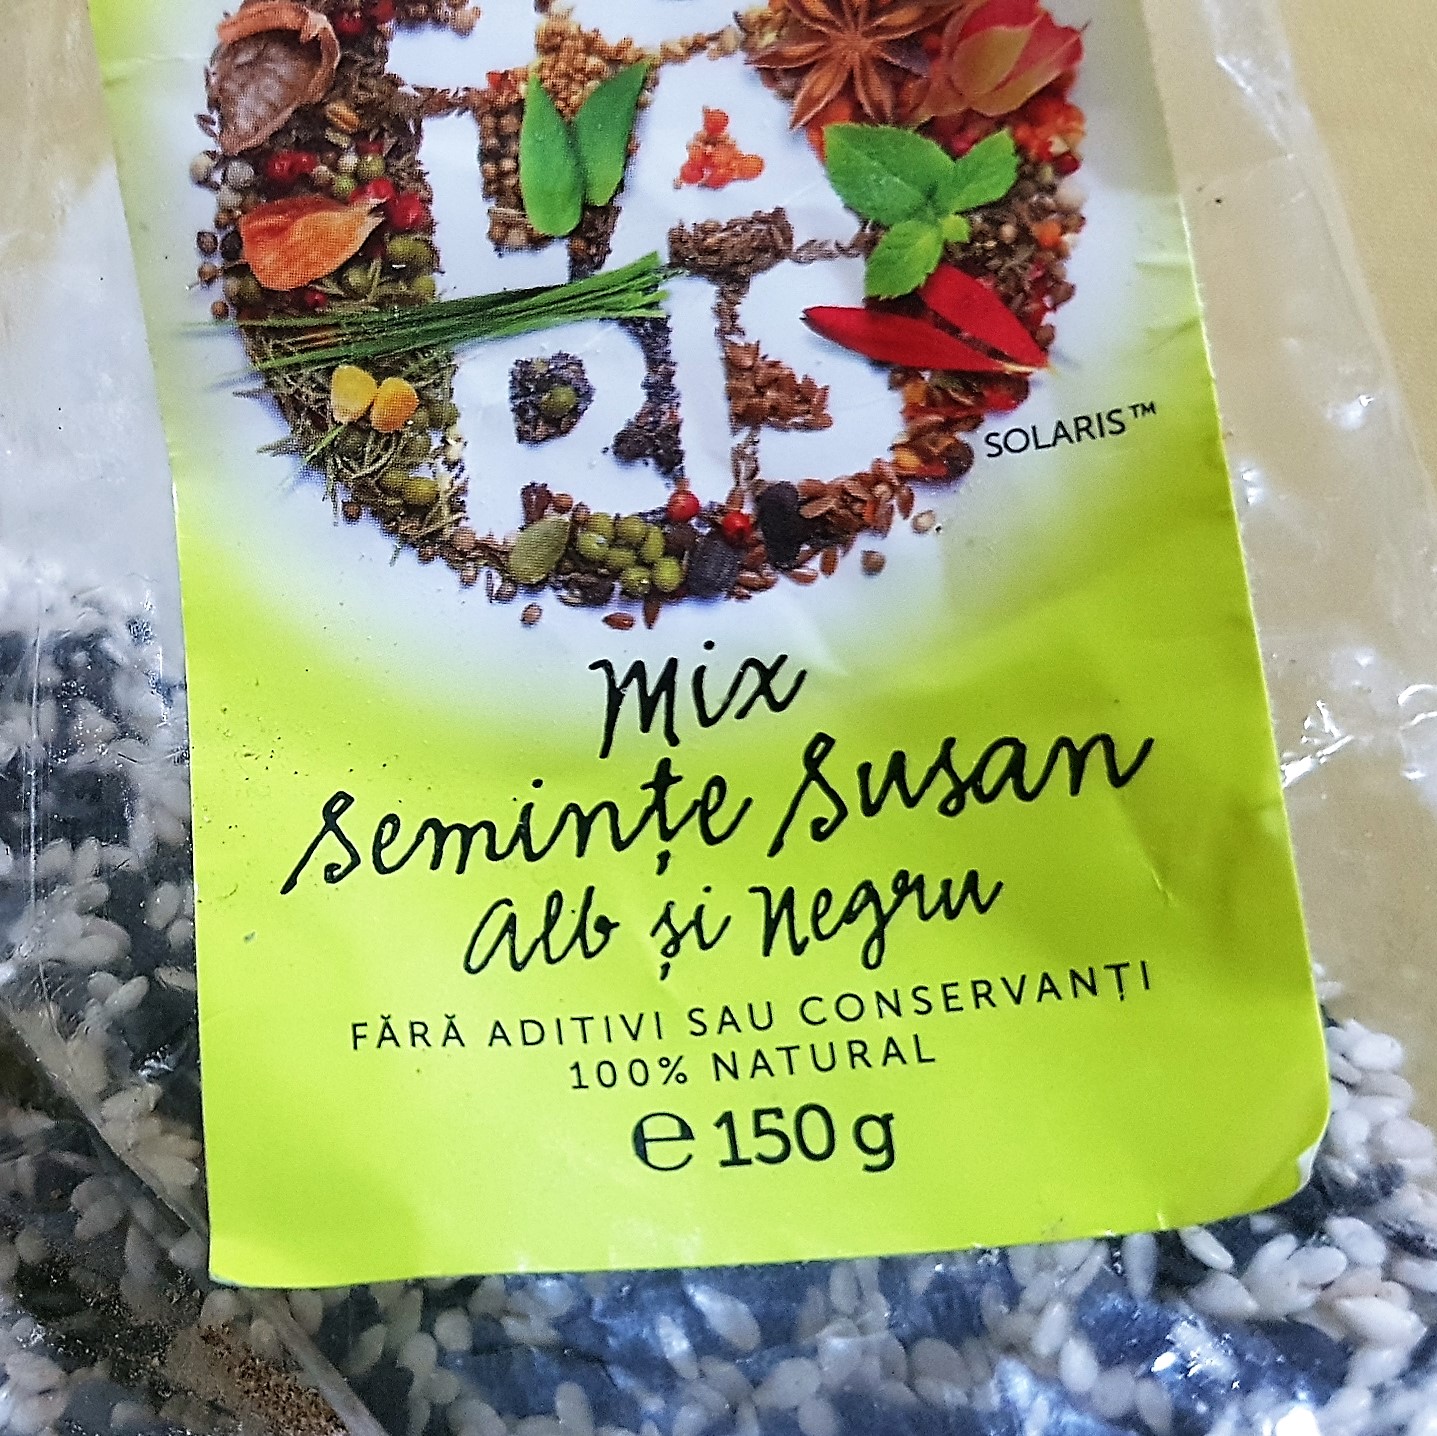 SOLARIS™
Mix
Semințe Susan
Alb și Negru
FĂRĂ ADITIVI SAU CONSERVANȚI
100% NATURAL
℮ 150 g